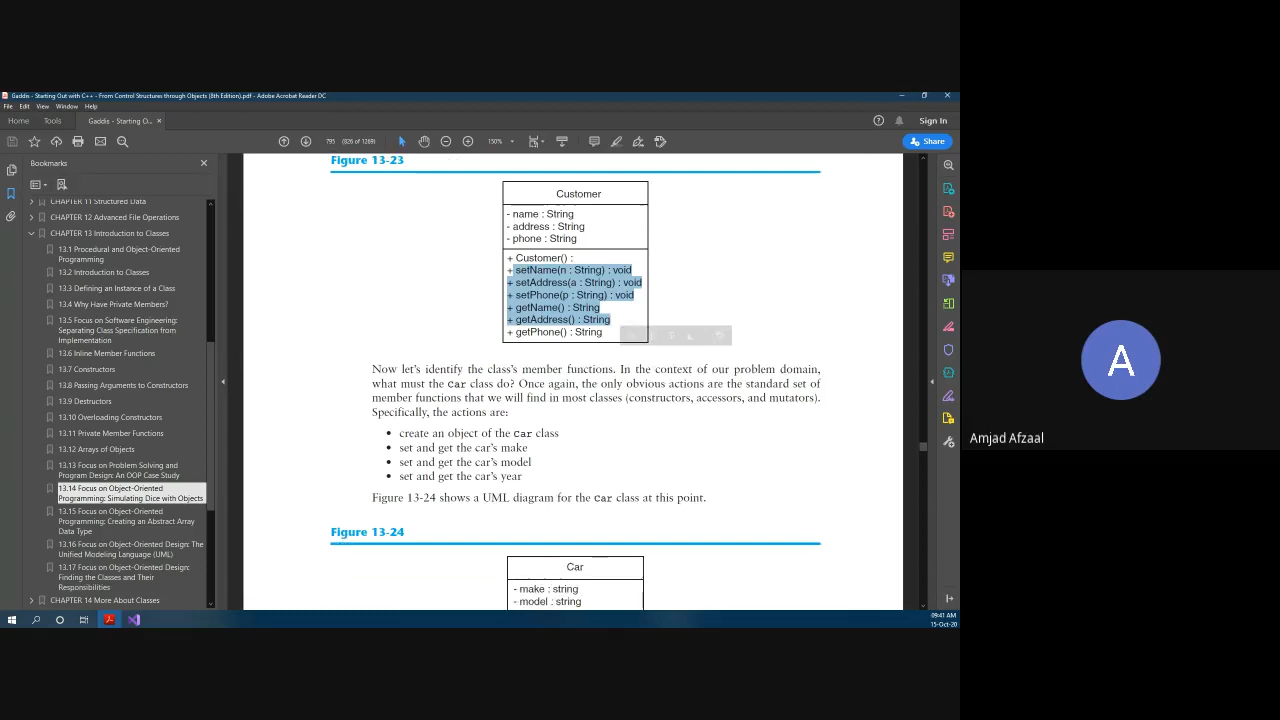 Gaddis - Starting Out with C++ - From Control Structures through Objects (8th Edition).pdf - Adobe Acrobat Reader DC
File Edit View Window Help
Home Tools Gaddis - Starting O... × Sign In
795 (826 of 1269) 150% Share
Bookmarks
CHAPTER 11 Structured Data
CHAPTER 12 Advanced File Operations
CHAPTER 13 Introduction to Classes
13.1 Procedural and Object-Oriented
Programming
13.2 Introduction to Classes
13.3 Defining an Instance of a Class
13.4 Why Have Private Members?
13.5 Focus on Software Engineering:
Separating Class Specification from
Implementation
13.6 Inline Member Functions
13.7 Constructors
13.8 Passing Arguments to Constructors
13.9 Destructors
13.10 Overloading Constructors
13.11 Private Member Functions
13.12 Arrays of Objects
13.13 Focus on Problem Solving and
Program Design: An OOP Case Study
13.14 Focus on Object-Oriented
Programming: Simulating Dice with Objects
13.15 Focus on Object-Oriented
Programming: Creating an Abstract Array
Data Type
13.16 Focus on Object-Oriented Design: The
Unified Modeling Language (UML)
13.17 Focus on Object-Oriented Design:
Finding the Classes and Their
Responsibilities
CHAPTER 14 More About Classes
Figure 13-23
Customer
- name : String
- address : String
- phone : String
+ Customer() :
+ setName(n : String) : void
+ setAddress(a : String) : void
+ setPhone(p : String) : void
+ getName() : String
+ getAddress() : String
+ getPhone() : String
Now let's identify the class's member functions. In the context of our problem domain,
what must the Car class do? Once again, the only obvious actions are the standard set of
member functions that we will find in most classes (constructors, accessors, and mutators).
Specifically, the actions are:
• create an object of the Car class
• set and get the car's make
• set and get the car's model
• set and get the car's year
Figure 13-24 shows a UML diagram for the Car class at this point.
Figure 13-24
Car
- make : string
- model : string
09:41 AM
15-Oct-20
A
Amjad Afzaal